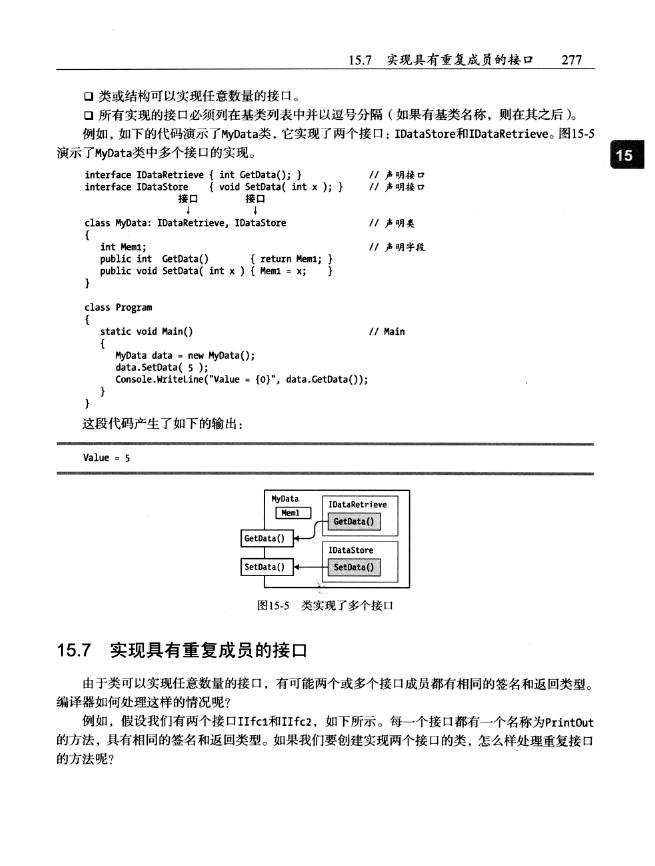 15.7 实现具有重复成员的接口 277
□ 类或结构可以实现任意数量的接口。
□ 所有实现的接口必须列在基类列表中并以逗号分隔（如果有基类名称，则在其之后）。
例如，如下的代码演示了MyData类，它实现了两个接口：IDataStore和IDataRetrieve。图15-5
演示了MyData类中多个接口的实现。
15
interface IDataRetrieve { int GetData(); } // 声明接口
interface IDataStore { void SetData( int x ); } // 声明接口
接口 接口
↓ ↓
class MyData: IDataRetrieve, IDataStore // 声明类
{
int Mem1; // 声明字段
public int GetData() { return Mem1; }
public void SetData( int x ) { Mem1 = x; }
}
class Program
{
static void Main() // Main
{
MyData data = new MyData();
data.SetData( 5 );
Console.WriteLine("Value = {0}", data.GetData());
}
}
这段代码产生了如下的输出：
Value = 5
MyData
IDataRetrieve
Mem1
GetData()
GetData()
IDataStore
SetData()
SetData()
图15-5 类实现了多个接口
15.7 实现具有重复成员的接口
由于类可以实现任意数量的接口，有可能两个或多个接口成员都有相同的签名和返回类型。
编译器如何处理这样的情况呢？
例如，假设我们有两个接口IIfc1和IIfc2，如下所示。每一个接口都有一个名称为PrintOut
的方法，具有相同的签名和返回类型。如果我们要创建实现两个接口的类，怎么样处理重复接口
的方法呢？